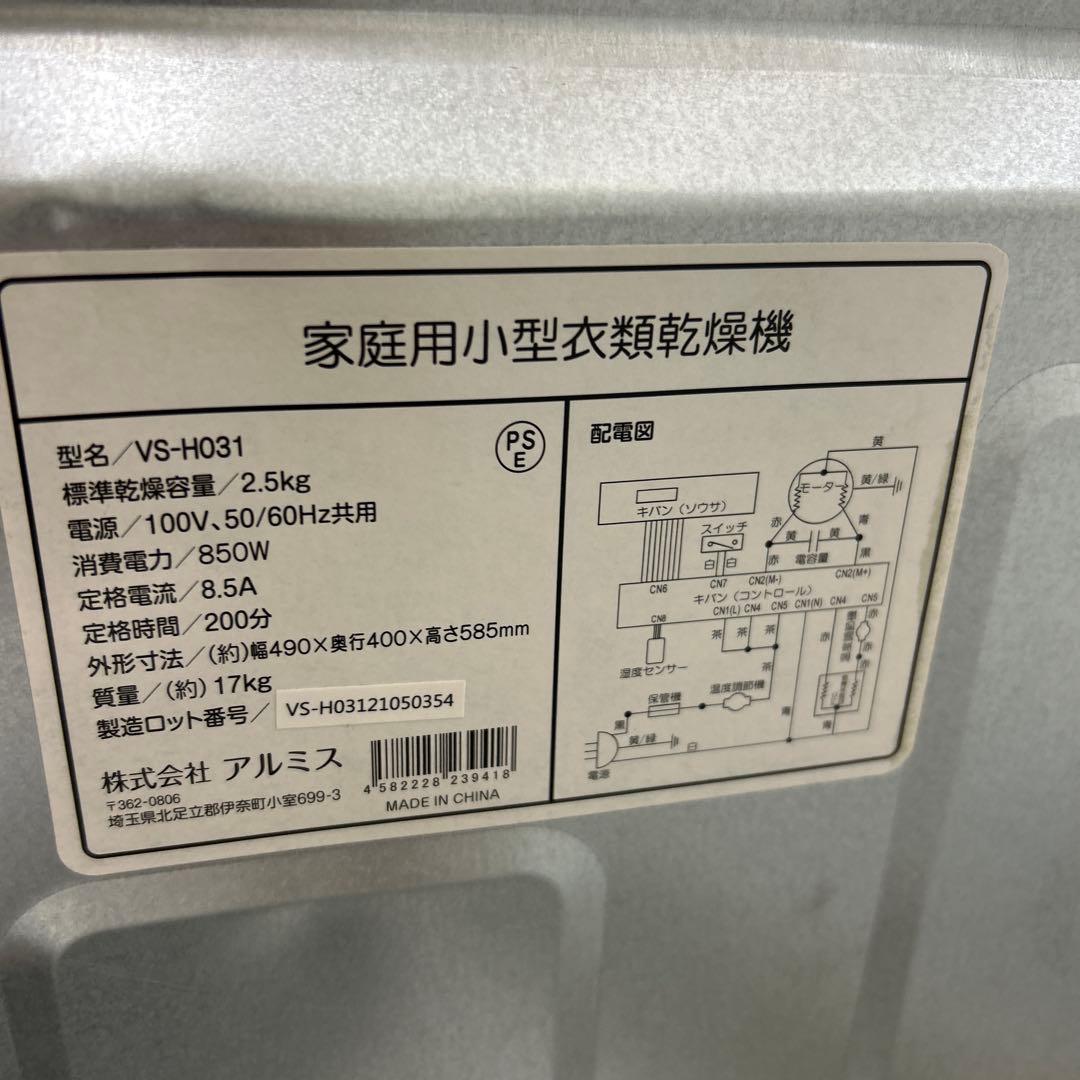 家庭用小型衣類乾燥機
型名／VS-H031
標準乾燥容量／2.5kg
電源／100V、50/60Hz共用
消費電力／850W
定格電流／8.5A
定格時間／200分
外形寸法／(約)幅490×奥行400×高さ585mm
質量／(約)17kg
製造ロット番号／
VS-H03121050354
株式会社 アルミス
〒362-0806
埼玉県北足立郡伊奈町小室699-3
4 582228 239418
MADE IN CHINA
PS
E
配電図
黄
モーター
黄/緑
キバン（ソウサ）
スイッチ
赤
青
黄
黄
白
白
赤
電容量
黒
CN6
CN7
CN2(M-)
CN2(M+)
キバン（コントロール）
CN8
CN1(L)
CN4
CN5
CN1(N)
CN4
CN5
茶
茶
茶
赤
赤
赤
赤
湿度センサー
茶
保管機
温度調節機
黒
青
青
黄/緑
白
電源